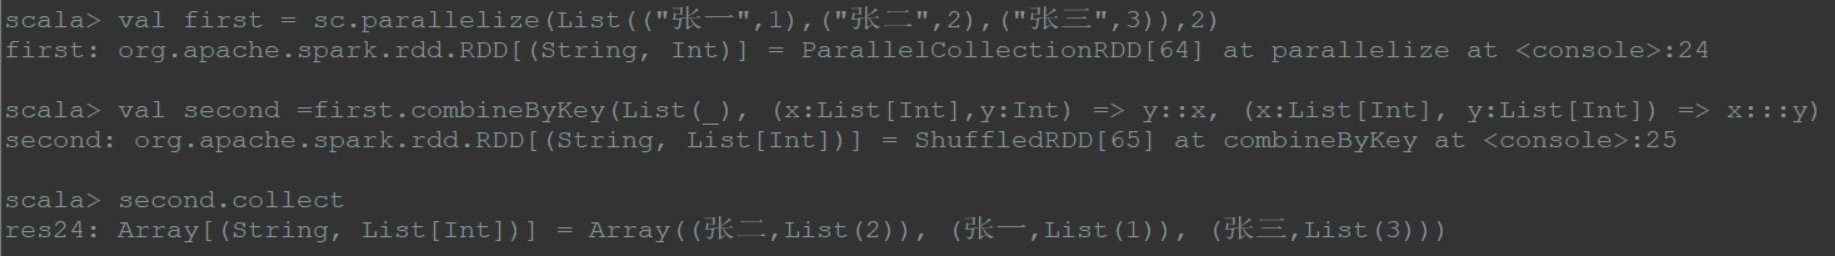 scala> val first = sc.parallelize(List(("张一",1),("张二",2),("张三",3)),2)
first: org.apache.spark.rdd.RDD[(String, Int)] = ParallelCollectionRDD[64] at parallelize at <console>:24
scala> val second =first.combineByKey(List(_), (x:List[Int],y:Int) => y::x, (x:List[Int], y:List[Int]) => x:::y)
second: org.apache.spark.rdd.RDD[(String, List[Int])] = ShuffledRDD[65] at combineByKey at <console>:25
scala> second.collect
res24: Array[(String, List[Int])] = Array((张二,List(2)), (张一,List(1)), (张三,List(3)))